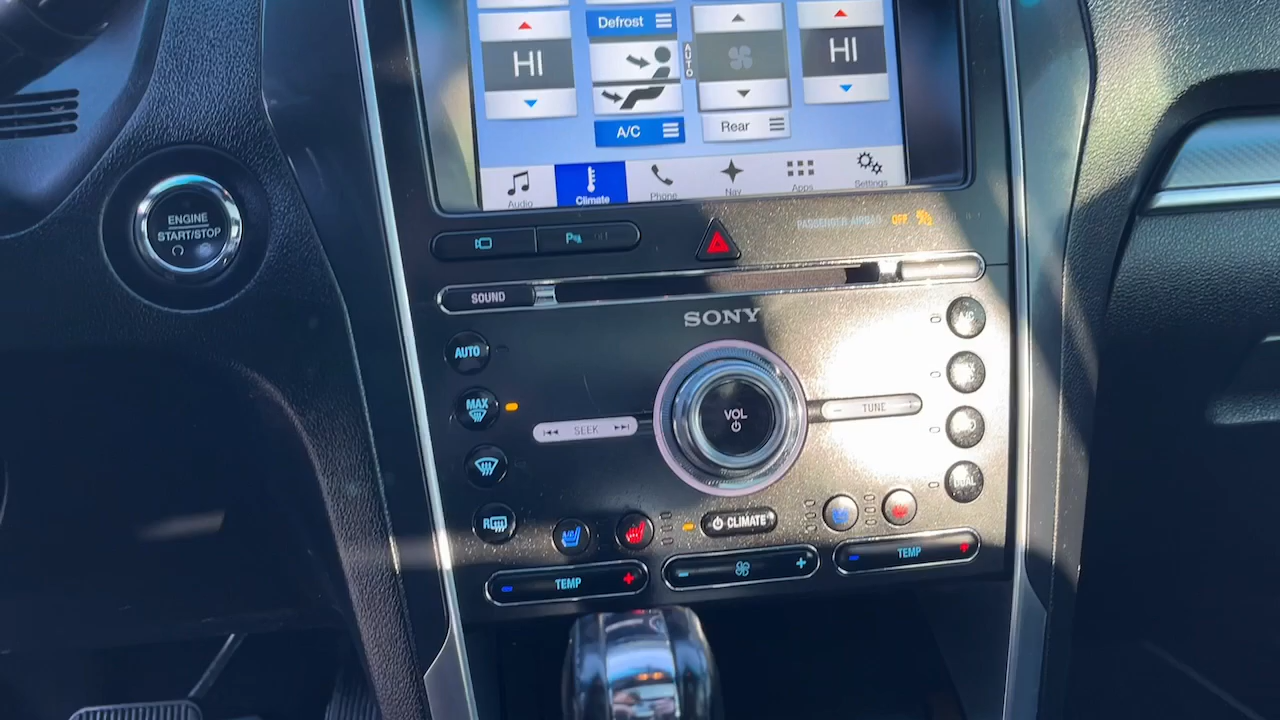 Defrost
HI
HI
AUTO
A/C
Rear
Audio
Climate
Phone
Nav
Apps
Settings
ENGINE
START/STOP
PASSENGER AIRBAG OFF
SOUND
SONY
AUTO
A/C
MAX
VOL
SEEK
TUNE
R
DUAL
CLIMATE
TEMP
TEMP